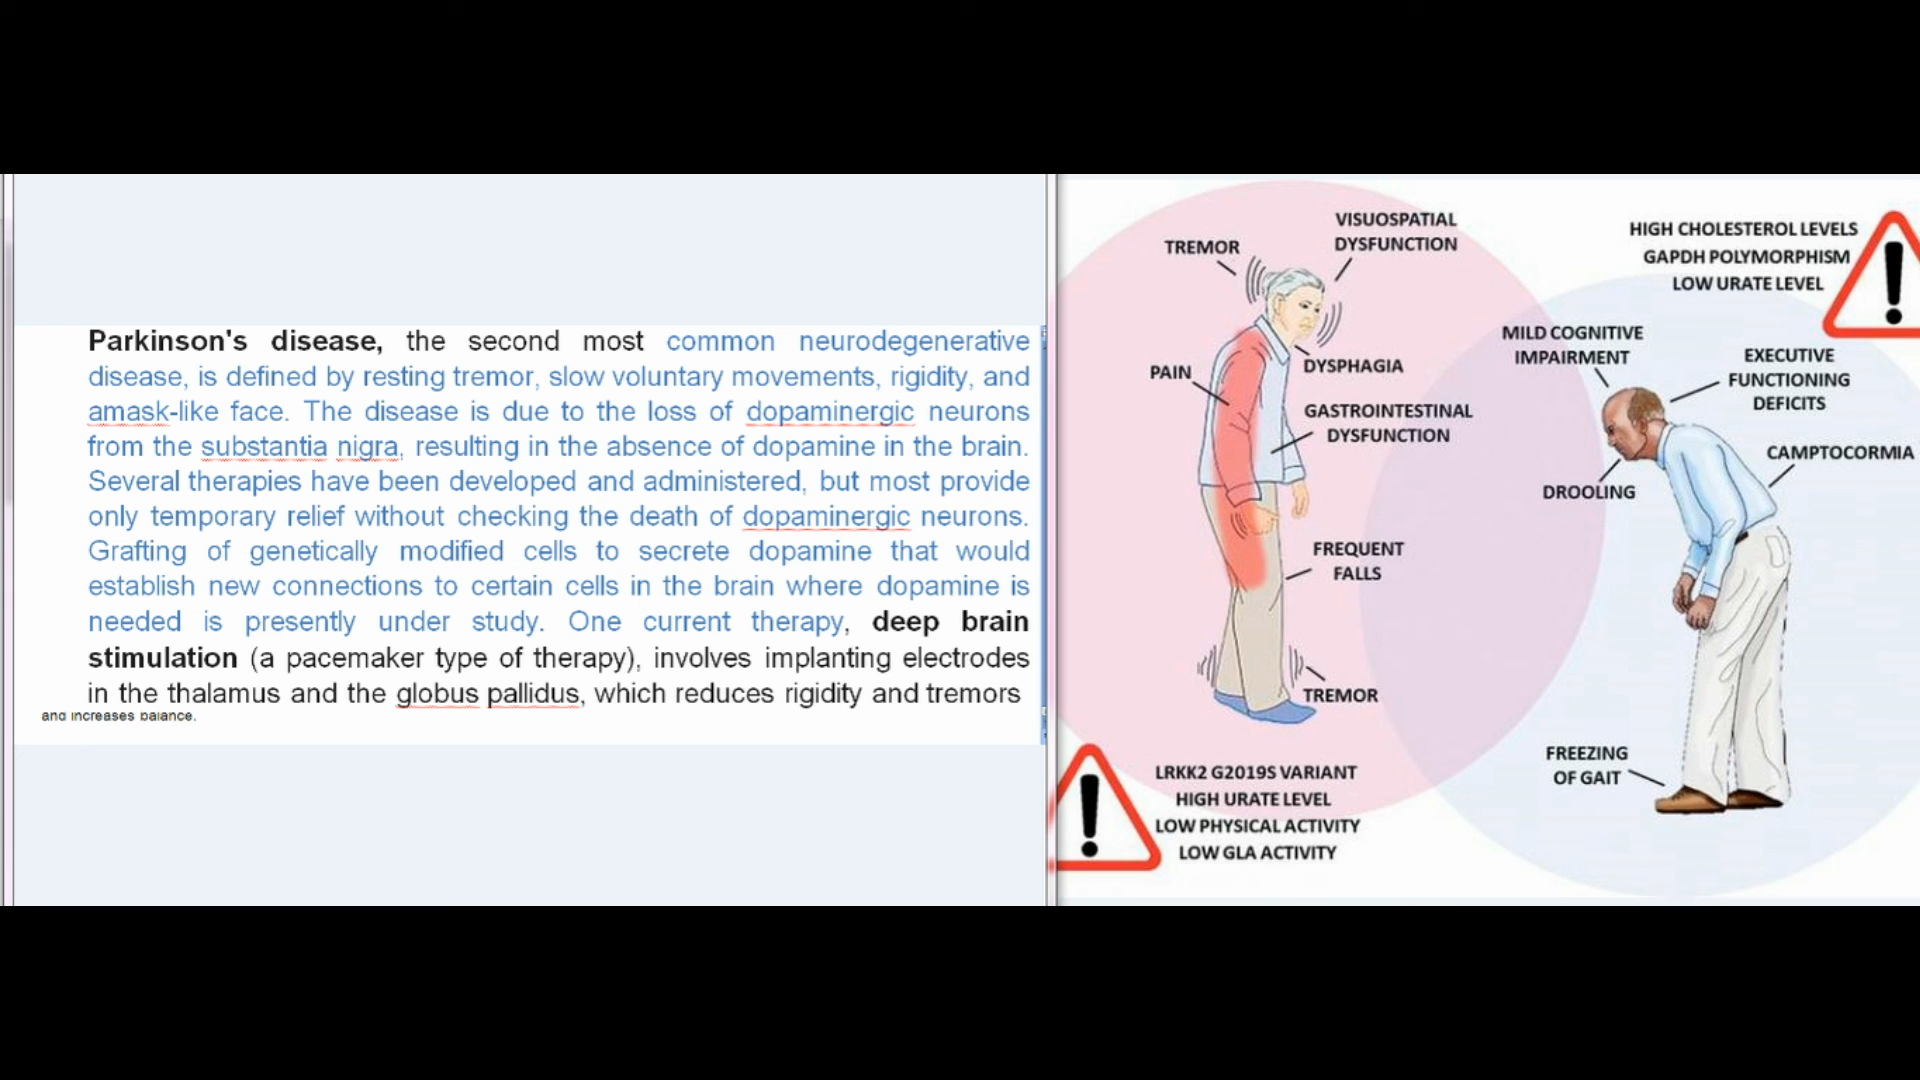 Parkinson's disease, the second most common neurodegenerative
disease, is defined by resting tremor, slow voluntary movements, rigidity, and
amask-like face. The disease is due to the loss of dopaminergic neurons
from the substantia nigra, resulting in the absence of dopamine in the brain.
Several therapies have been developed and administered, but most provide
only temporary relief without checking the death of dopaminergic neurons.
Grafting of genetically modified cells to secrete dopamine that would
establish new connections to certain cells in the brain where dopamine is
needed is presently under study. One current therapy, deep brain
stimulation (a pacemaker type of therapy), involves implanting electrodes
in the thalamus and the globus pallidus, which reduces rigidity and tremors
and increases balance.
TREMOR
VISUOSPATIAL
DYSFUNCTION
PAIN
DYSPHAGIA
GASTROINTESTINAL
DYSFUNCTION
FREQUENT
FALLS
TREMOR
LRKK2 G2019S VARIANT
HIGH URATE LEVEL
LOW PHYSICAL ACTIVITY
LOW GLA ACTIVITY
HIGH CHOLESTEROL LEVELS
GAPDH POLYMORPHISM
LOW URATE LEVEL
MILD COGNITIVE
IMPAIRMENT
EXECUTIVE
FUNCTIONING
DEFICITS
CAMPTOCORMIA
DROOLING
FREEZING
OF GAIT